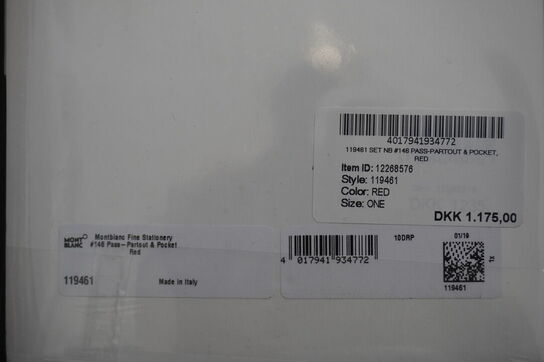 4017941934772
119461 SET NB #146 PASS-PARTOUT & POCKET,
RED
Item ID: 12268576
Style: 119461
Color: RED
Size: ONE
DKK 1.175,00
MONT BLANC
Montblanc Fine Stationery
#146 Pass-Partout & Pocket
Red
119461
Made in Italy
4 017941 934772
10DRP
01/19
119461